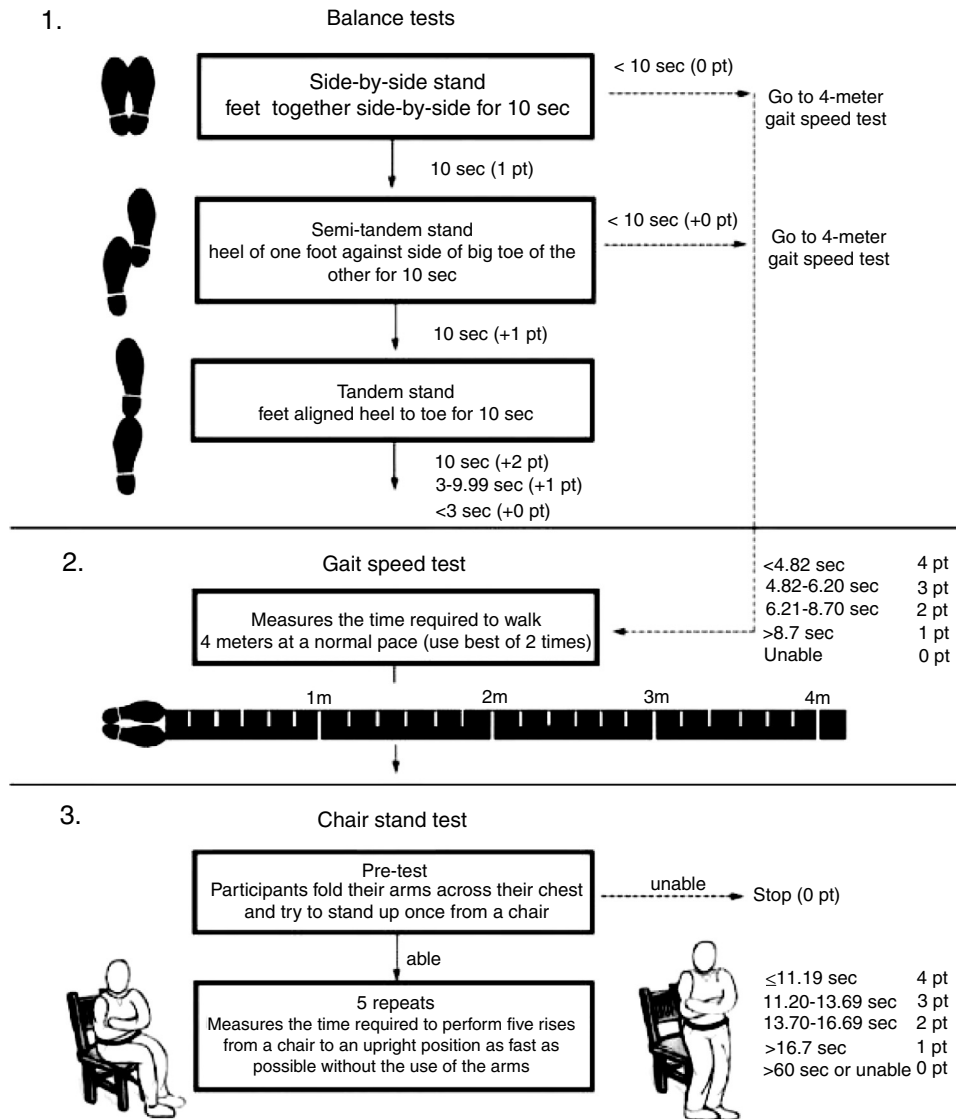 1.
Balance tests
Side-by-side stand
feet together side-by-side for 10 sec
< 10 sec (0 pt)
Go to 4-meter
gait speed test
10 sec (1 pt)
Semi-tandem stand
heel of one foot against side of big toe of the
other for 10 sec
< 10 sec (+0 pt)
Go to 4-meter
gait speed test
10 sec (+1 pt)
Tandem stand
feet aligned heel to toe for 10 sec
10 sec (+2 pt)
3-9.99 sec (+1 pt)
<3 sec (+0 pt)
2.
Gait speed test
Measures the time required to walk
4 meters at a normal pace (use best of 2 times)
<4.82 sec 4 pt
4.82-6.20 sec 3 pt
6.21-8.70 sec 2 pt
>8.7 sec 1 pt
Unable 0 pt
1m 2m 3m 4m
3.
Chair stand test
Pre-test
Participants fold their arms across their chest
and try to stand up once from a chair
unable
Stop (0 pt)
able
5 repeats
Measures the time required to perform five rises
from a chair to an upright position as fast as
possible without the use of the arms
≤11.19 sec 4 pt
11.20-13.69 sec 3 pt
13.70-16.69 sec 2 pt
>16.7 sec 1 pt
>60 sec or unable 0 pt